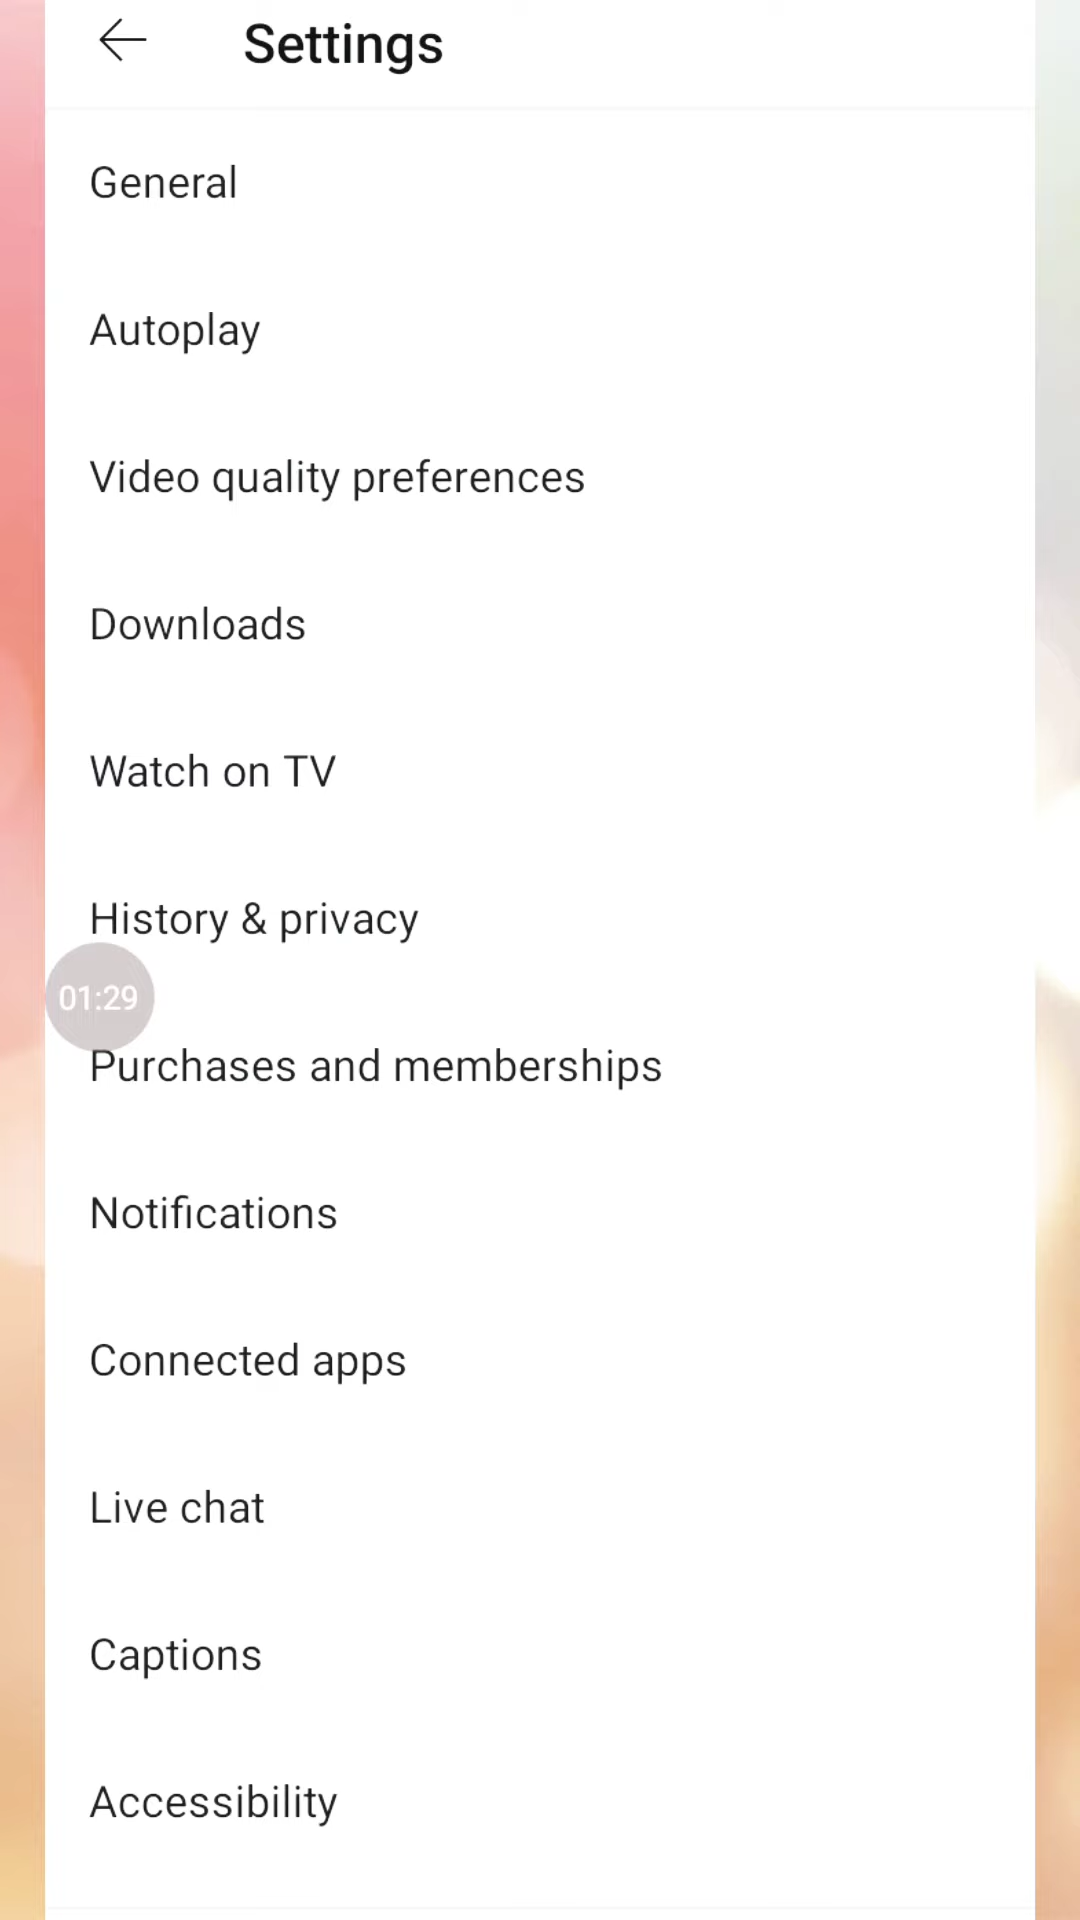 Settings
General
Autoplay
Video quality preferences
Downloads
Watch on TV
History & privacy
01:29
Purchases and memberships
Notifications
Connected apps
Live chat
Captions
Accessibility